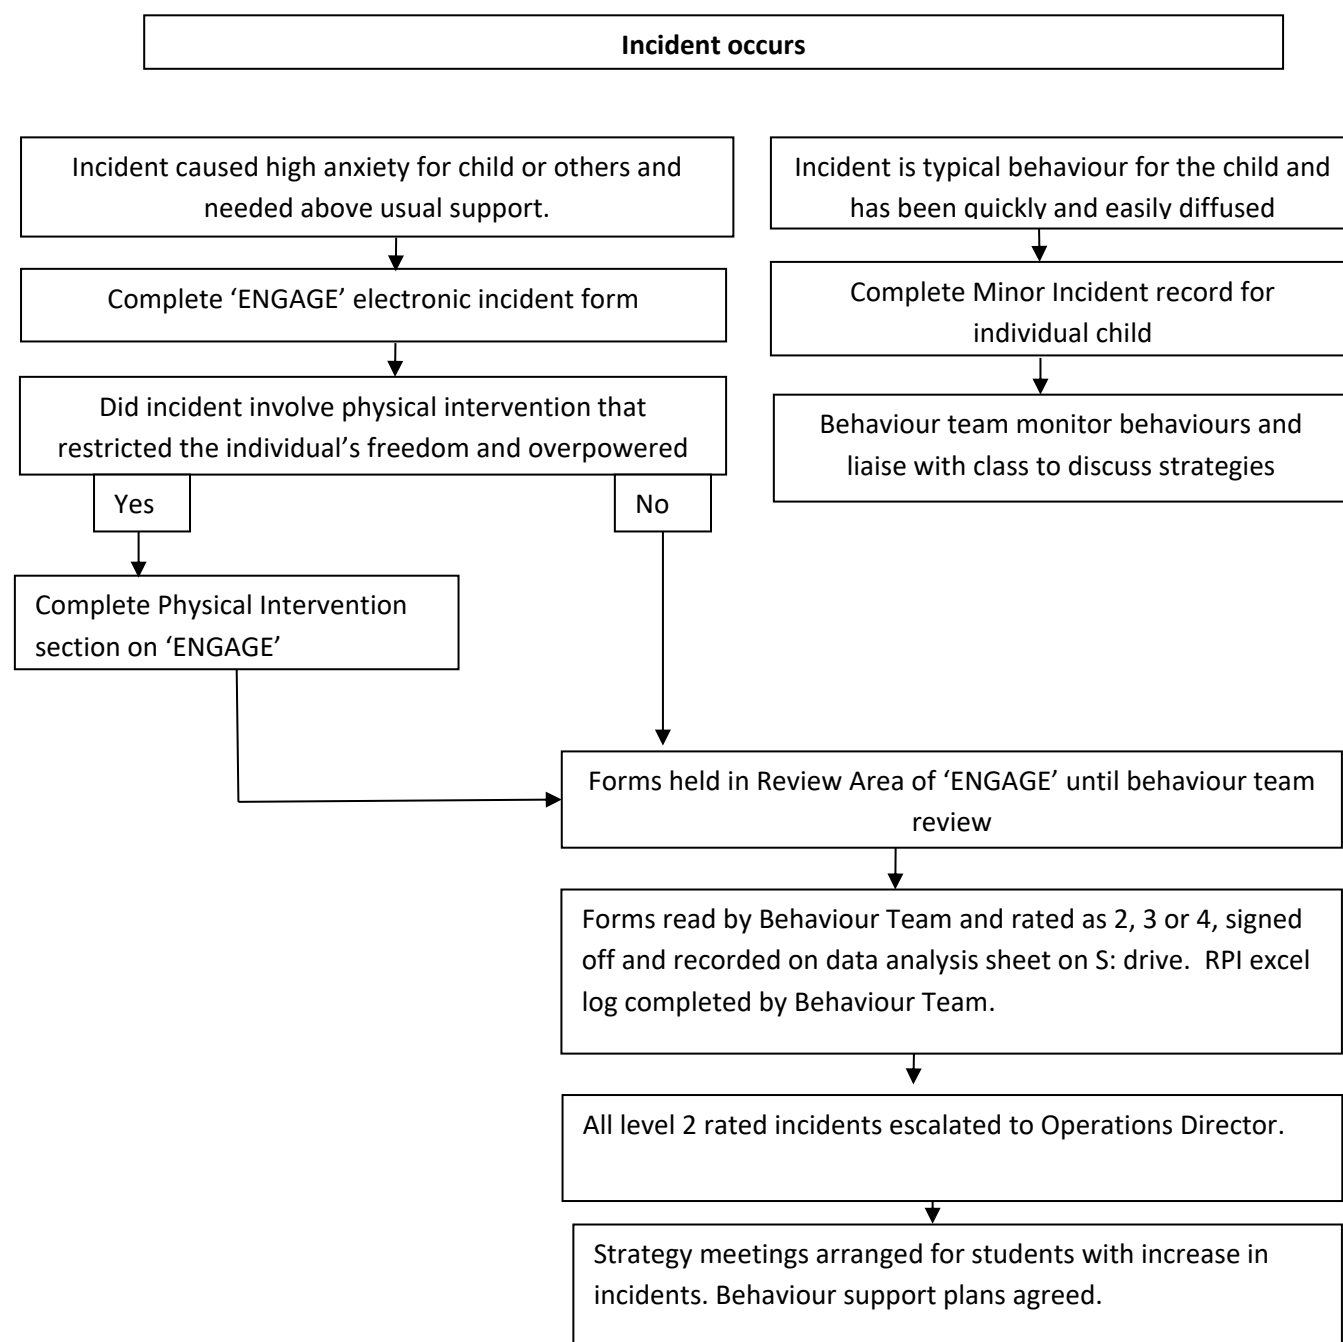 Incident occurs
Incident caused high anxiety for child or others and
needed above usual support.
Complete ‘ENGAGE’ electronic incident form
Did incident involve physical intervention that
restricted the individual’s freedom and overpowered
Yes
No
Complete Physical Intervention
section on ‘ENGAGE’
Incident is typical behaviour for the child and
has been quickly and easily diffused
Complete Minor Incident record for
individual child
Behaviour team monitor behaviours and
liaise with class to discuss strategies
Forms held in Review Area of ‘ENGAGE’ until behaviour team
review
Forms read by Behaviour Team and rated as 2, 3 or 4, signed
off and recorded on data analysis sheet on S: drive.  RPI excel
log completed by Behaviour Team.
All level 2 rated incidents escalated to Operations Director.
Strategy meetings arranged for students with increase in
incidents. Behaviour support plans agreed.